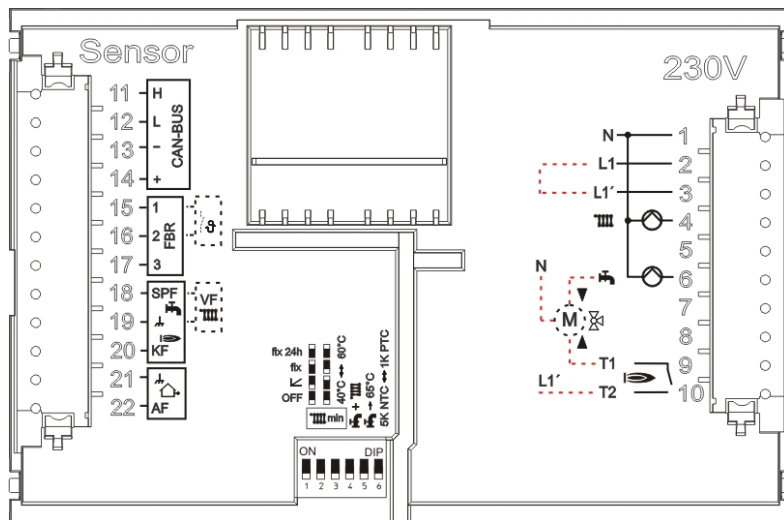 Sensor
230V
11 H
12 L
13 −
14 +
CAN-BUS
15 1
16 2
17 3
FBR
ϑ
18 SPF
19
20 KF
VF
21
22 AF
fix 24h
fix
OFF
40°C ↔ 60°C
min
+
→ 65°C
5K NTC ↔ 1K PTC
ON DIP
1 2 3 4 5 6
N 1
L1 2
L1´ 3
4
5
6
7
8
N
M
T1 9
L1´ T2 10